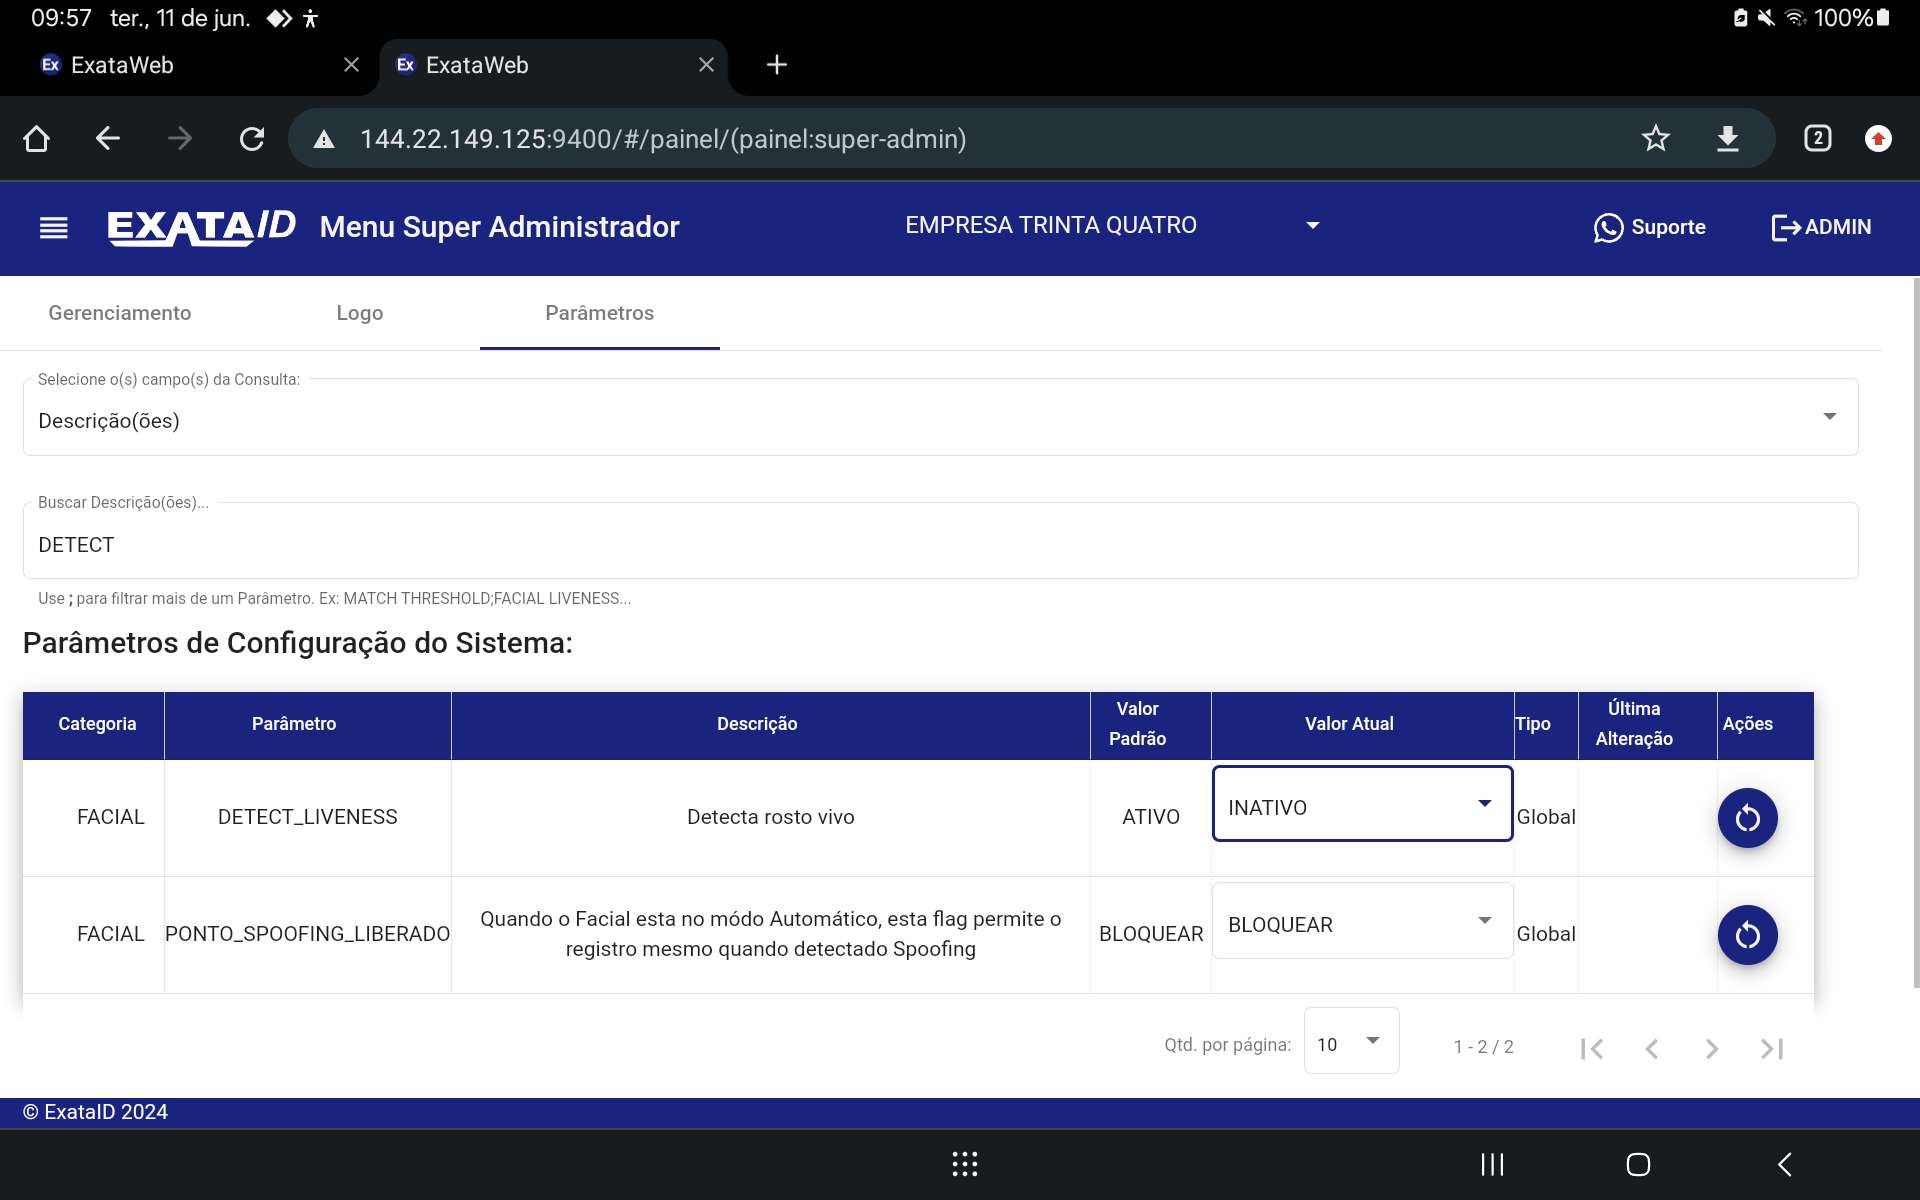 09:57 ter., 11 de jun. 100%
Ex ExataWeb Ex ExataWeb
144.22.149.125:9400/#/painel/(painel:super-admin) 2
EXATAID Menu Super Administrador EMPRESA TRINTA QUATRO Suporte ADMIN
Gerenciamento Logo Parâmetros
Selecione o(s) campo(s) da Consulta:
Descrição(ões)
Buscar Descrição(ões)...
DETECT
Use ; para filtrar mais de um Parâmetro. Ex: MATCH THRESHOLD;FACIAL LIVENESS...
Parâmetros de Configuração do Sistema:
Categoria Parâmetro Descrição Valor Padrão Valor Atual Tipo Última Alteração Ações
FACIAL DETECT_LIVENESS Detecta rosto vivo ATIVO INATIVO Global
FACIAL PONTO_SPOOFING_LIBERADO Quando o Facial esta no módo Automático, esta flag permite o
registro mesmo quando detectado Spoofing BLOQUEAR BLOQUEAR Global
Qtd. por página: 10 1 - 2 / 2
© ExataID 2024